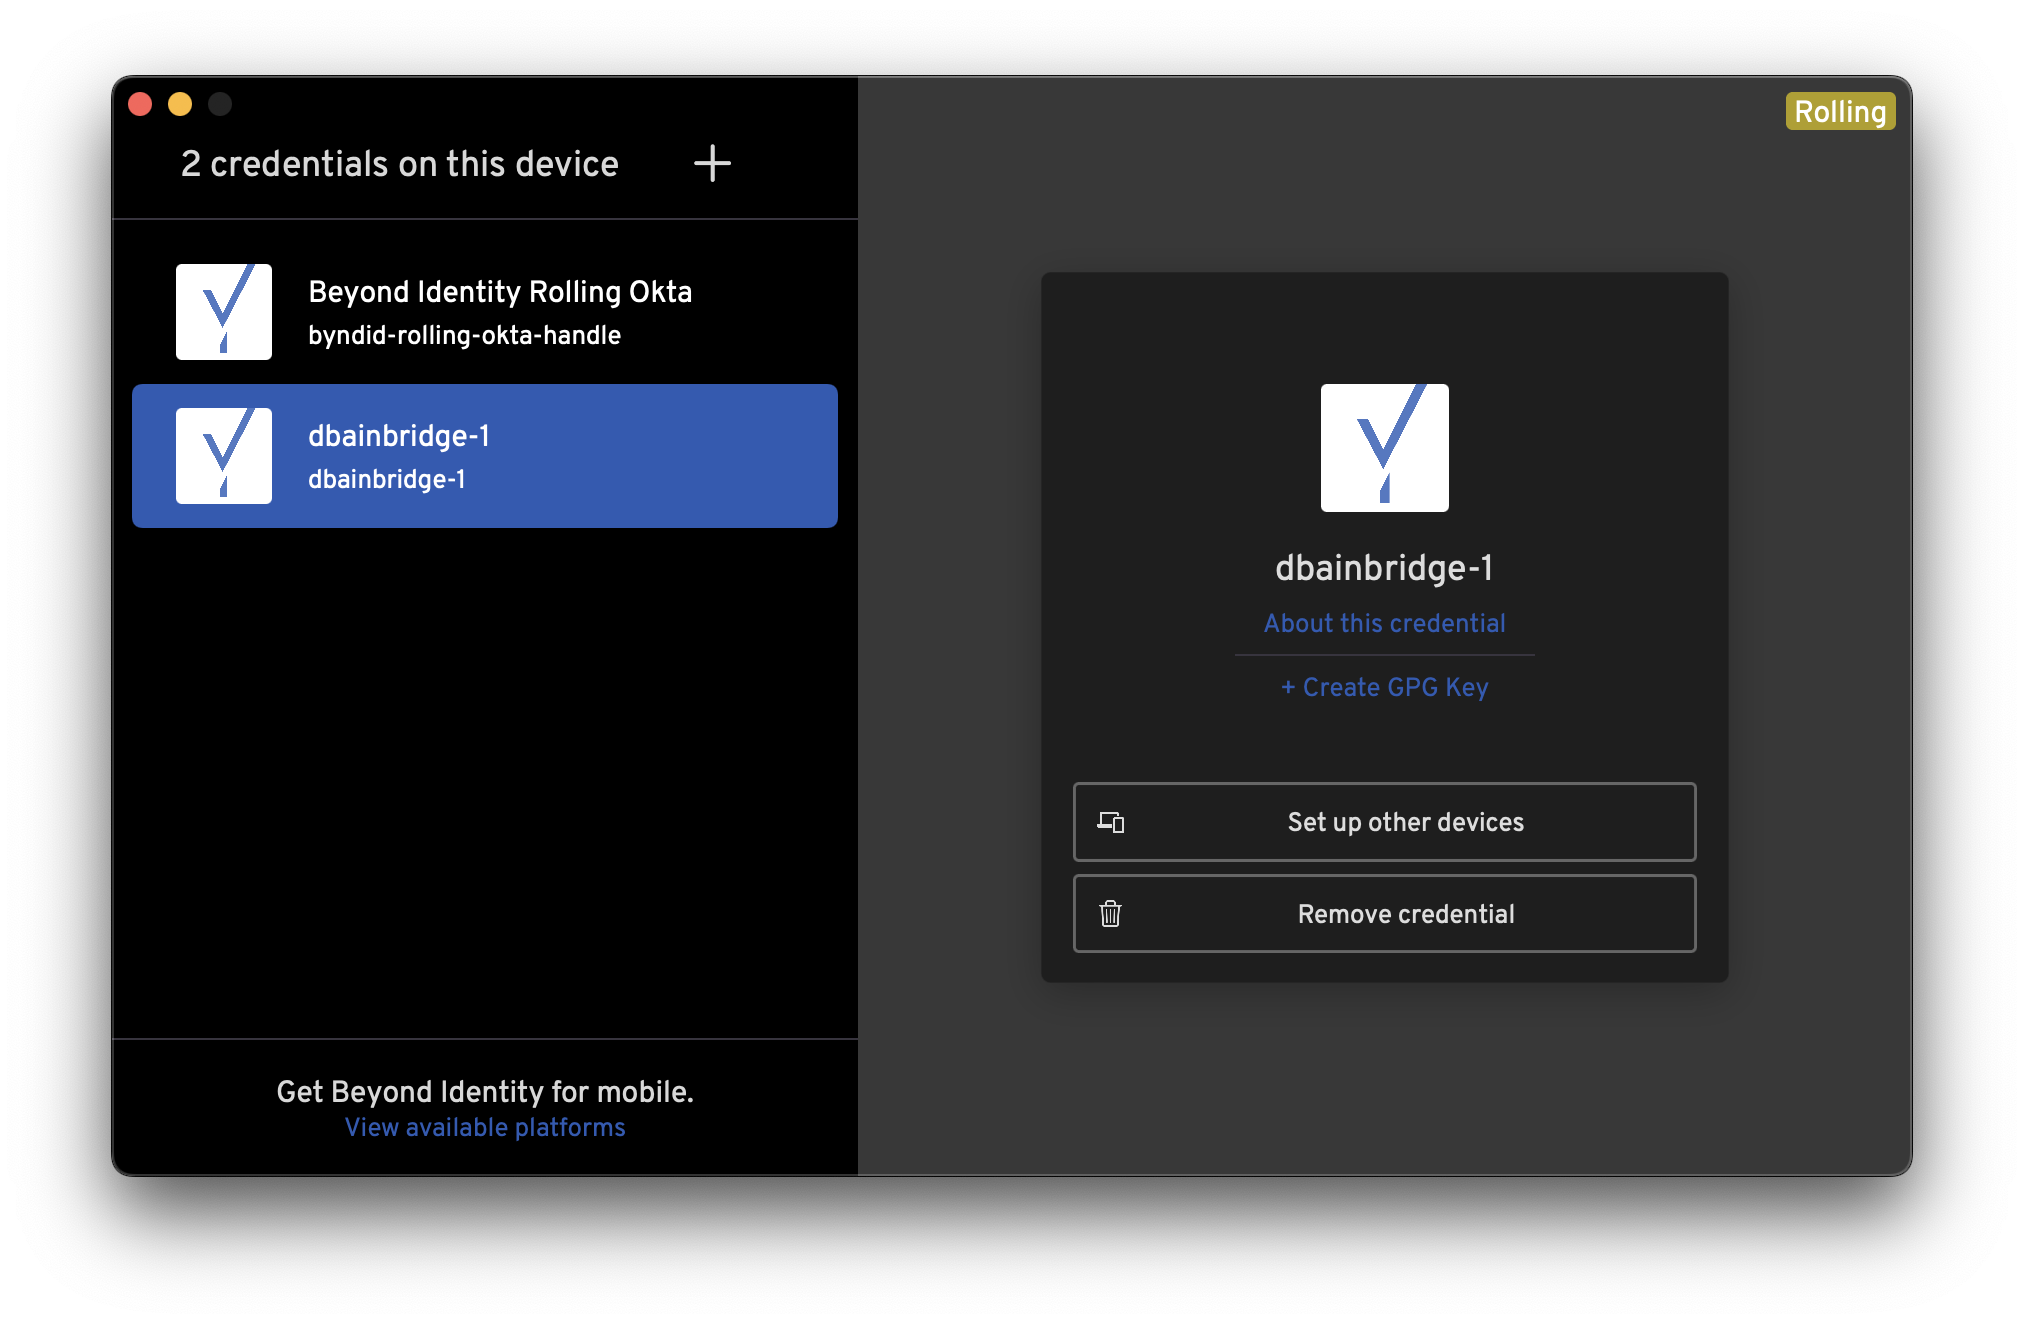 Rolling
2 credentials on this device
Beyond Identity Rolling Okta
byndid-rolling-okta-handle
dbainbridge-1
dbainbridge-1
Get Beyond Identity for mobile.
View available platforms
dbainbridge-1
About this credential
+ Create GPG Key
Set up other devices
Remove credential